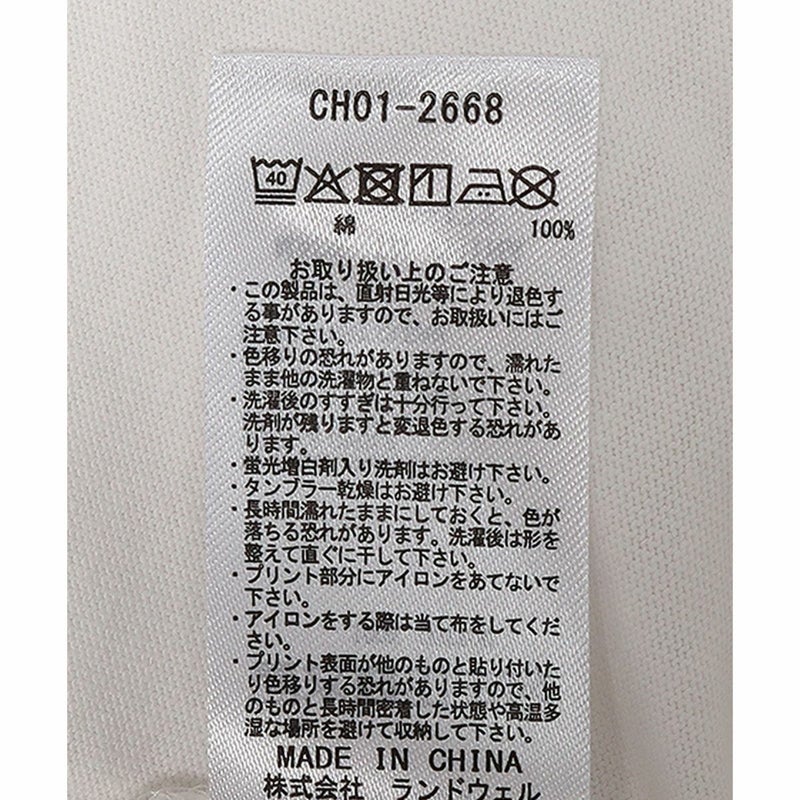 CH01-2668
40
綿 100%
お取り扱い上のご注意
・この製品は、直射日光等により退色す
る事がありますので、お取扱いにはご
注意下さい。
・色移りの恐れがありますので、濡れた
まま他の洗濯物と重ねないで下さい。
・洗濯後のすすぎは十分行って下さい。
洗剤が残りますと変退色する恐れがあ
ります。
・蛍光増白剤入り洗剤はお避け下さい。
・タンブラー乾燥はお避け下さい。
・長時間濡れたままにしておくと、色が
落ちる恐れがあります。洗濯後は形を
整えて直ぐに干して下さい。
・プリント部分にアイロンをあてないで
下さい。
・アイロンをする際は当て布をしてくだ
さい。
・プリント表面が他のものと貼り付いた
り色移りする恐れがありますので、他
のものと長時間密着した状態や高温多
湿な場所を避けて収納して下さい。
MADE IN CHINA
株式会社 ランドウェル